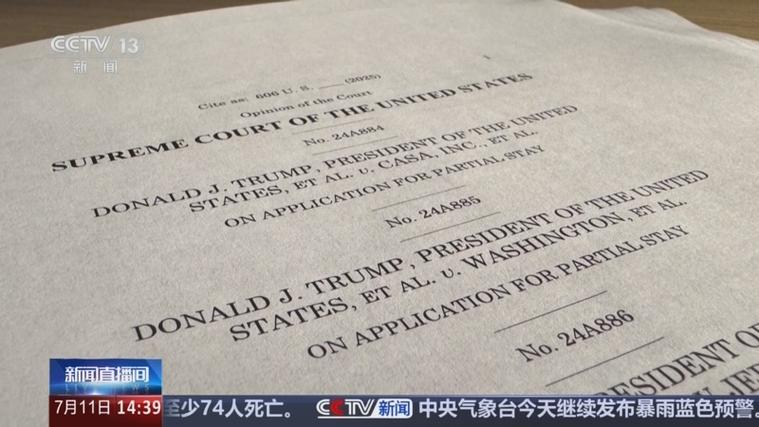 CCTV 13
新闻
Cite as: 606 U. S. ____ (2025)
Opinion of the Court
SUPREME COURT OF THE UNITED STATES
No. 24A884
DONALD J. TRUMP, PRESIDENT OF THE UNITED
STATES, ET AL. v. CASA, INC., ET AL.
ON APPLICATION FOR PARTIAL STAY
No. 24A885
DONALD J. TRUMP, PRESIDENT OF THE UNITED
STATES, ET AL. v. WASHINGTON, ET AL.
ON APPLICATION FOR PARTIAL STAY
No. 24A886
PRESIDENT OF
新闻直播间
7月11日 14:39 至少74人死亡。 CCTV新闻 中央气象台今天继续发布暴雨蓝色预警。